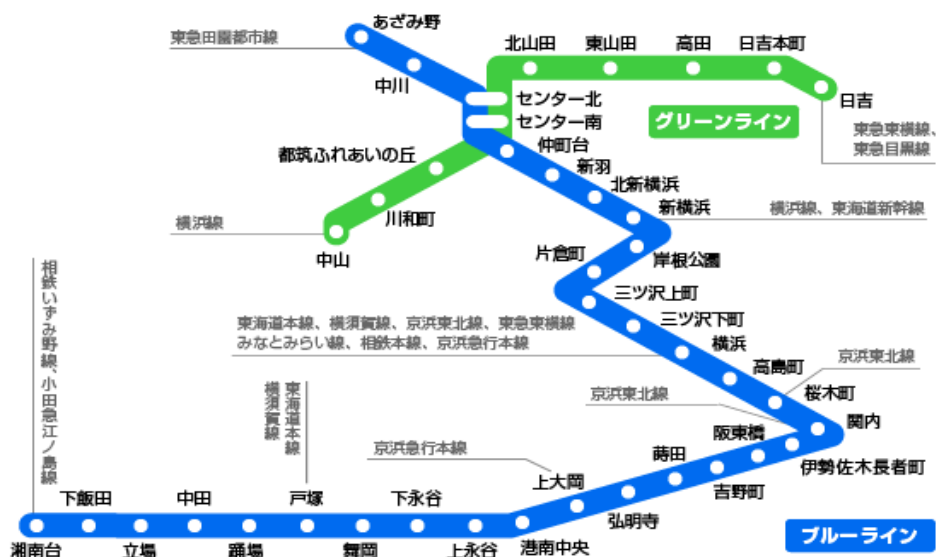 あざみ野
東急田園都市線
中川
北山田
東山田
高田
日吉本町
日吉
センター北
センター南
グリーンライン
東急東横線、
東急目黒線
仲町台
都筑ふれあいの丘
新羽
北新横浜
新横浜
横浜線、東海道新幹線
川和町
横浜線
中山
片倉町
岸根公園
相鉄いずみ野線、小田急江ノ島線
三ツ沢上町
東海道本線、横須賀線、京浜東北線、東急東横線
みなとみらい線、相鉄本線、京浜急行本線
三ツ沢下町
横浜
高島町
京浜東北線
桜木町
京浜東北線
関内
東海道本線
横須賀線
阪東橋
伊勢佐木長者町
京浜急行本線
蒔田
吉野町
上大岡
弘明寺
下飯田
中田
戸塚
下永谷
湘南台
立場
踊場
舞岡
上永谷
港南中央
ブルーライン